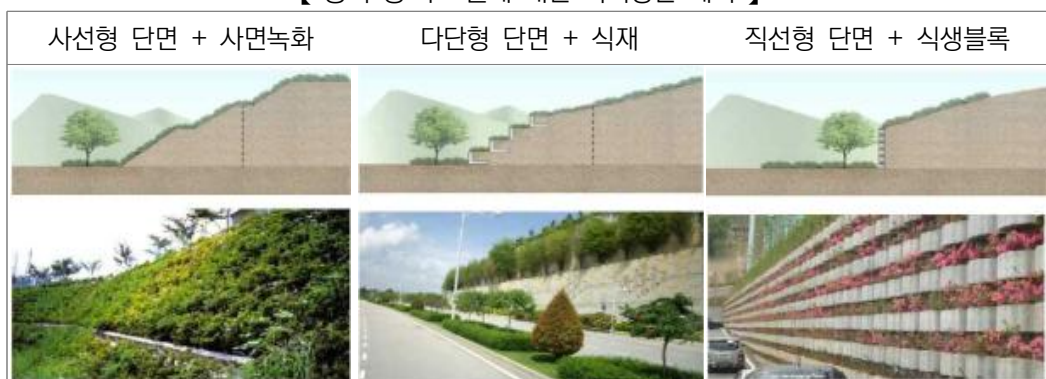 사선형 단면 + 사면녹화
다단형 단면 + 식재
직선형 단면 + 식생블록